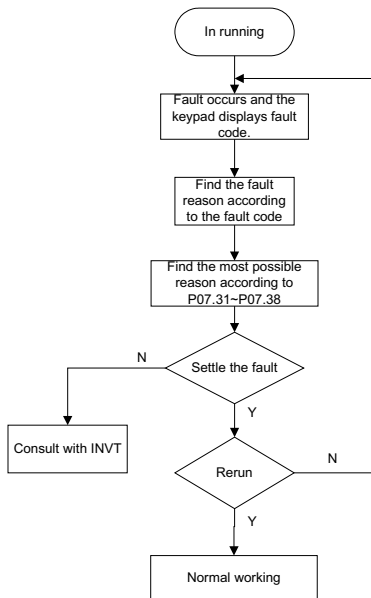 In running
Fault occurs and the
keypad displays fault
code.
Find the fault
reason according
to the fault code
Find the most possible
reason according to
P07.31~P07.38
N
Settle the fault
Y
Consult with INVT
Rerun
N
Y
Normal working